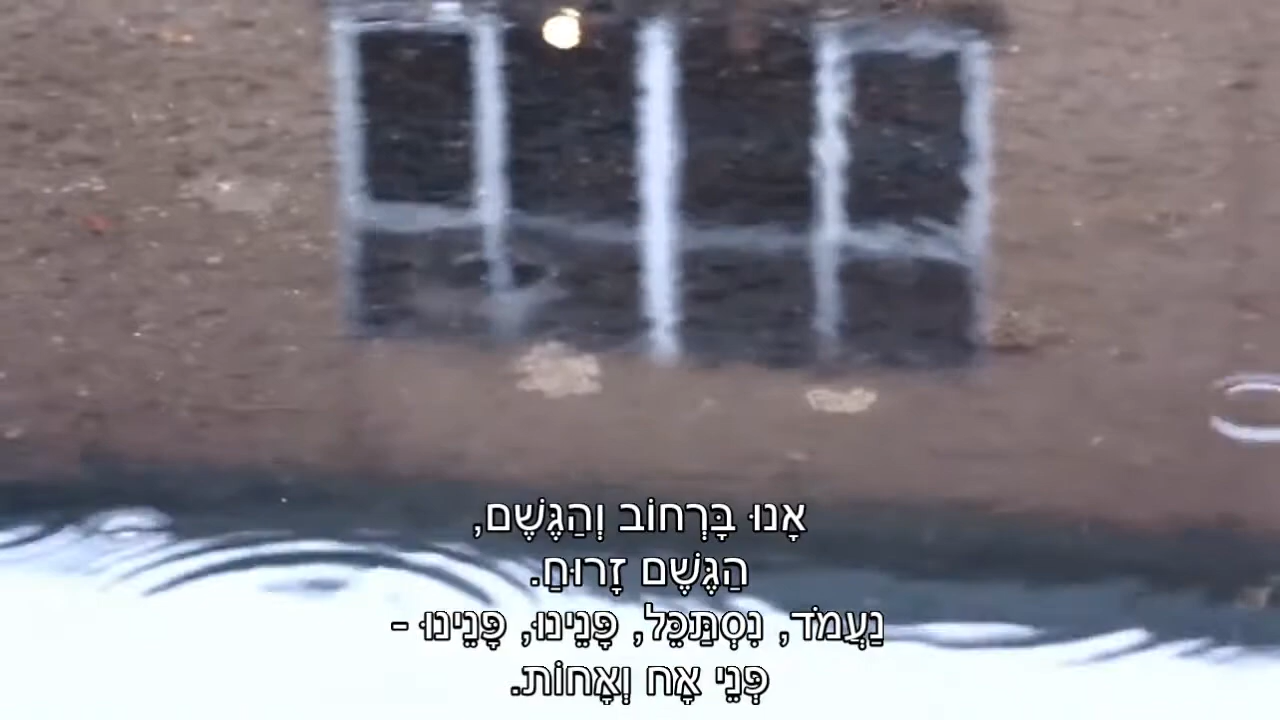 אָנוּ בָּרְחוֹב וְהַגֶּשֶׁם,
הַגֶּשֶׁם זָרוּחַ.
נַעֲמֹד, נִסְתַּכֵּל, פָּנֵינוּ, פָּנֵינוּ -
פְּנֵי אָח וְאָחוֹת.